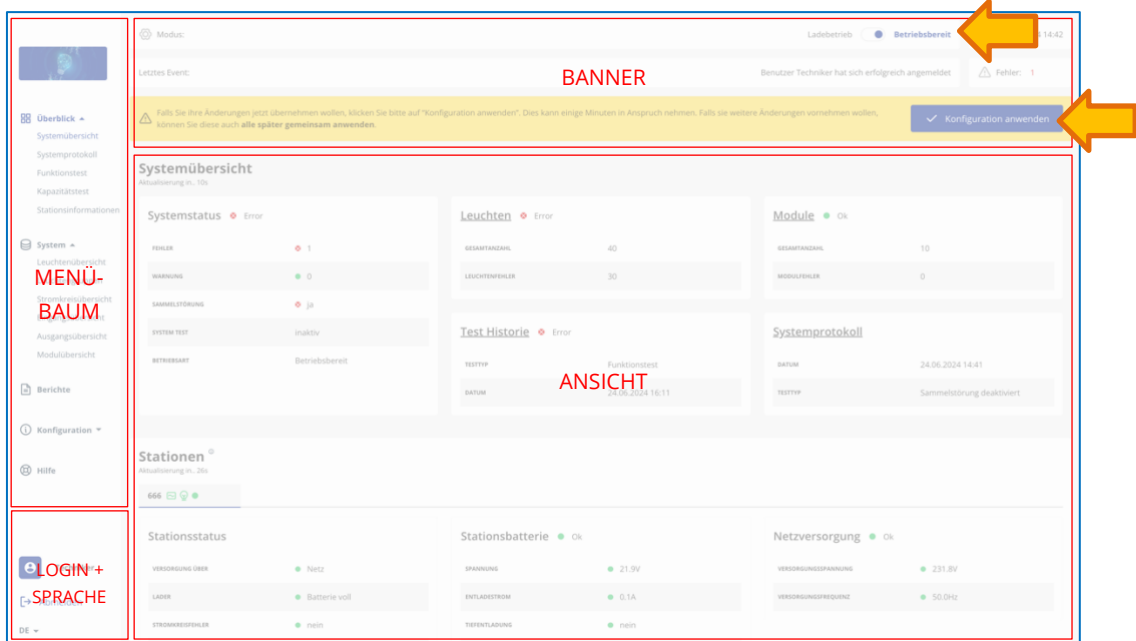 Modus:
Ladebetrieb
Betriebsbereit
14:42
Letztes Event:
BANNER
Benutzer Techniker hat sich erfolgreich angemeldet
Fehler: 1
Falls Sie Ihre Änderungen jetzt übernehmen wollen, klicken Sie bitte auf "Konfiguration anwenden". Dies kann einige Minuten in Anspruch nehmen. Falls sie weitere Änderungen vornehmen wollen,
können Sie diese auch alle später gemeinsam anwenden.
Konfiguration anwenden
Überblick
Systemübersicht
Systemprotokoll
Funktionstest
Kapazitätstest
Stationsinformationen
System
Leuchtenübersicht
MENÜ-
Stromkreisübersicht
BAUM
Ausgangsübersicht
Modulübersicht
Berichte
Konfiguration
Hilfe
LOGIN +
SPRACHE
DE
Systemübersicht
Aktualisierung in.. 10s
Systemstatus Error
FEHLER 1
WARNUNG 0
SAMMELSTÖRUNG Ja
SYSTEM TEST Inaktiv
BETRIEBSART Betriebsbereit
Leuchten Error
GESAMTANZAHL 40
LEUCHTENFEHLER 30
Module Ok
GESAMTANZAHL 10
MODULFEHLER 0
Test Historie Error
TESTTYP Funktionstest
ANSICHT
DATUM 24.06.2024 16:11
Systemprotokoll
DATUM 24.06.2024 14:41
TESTTYP Sammelstörung deaktiviert
Stationen
Aktualisierung in.. 26s
666
Stationsstatus
VERSORGUNG ÜBER Netz
LADER Batterie voll
STROMKREISFEHLER nein
Stationsbatterie Ok
SPANNUNG 21.9V
ENTLADESTROM 0.1A
TIEFENTLADUNG nein
Netzversorgung Ok
VERSORGUNGSSPANNUNG 231.8V
VERSORGUNGSFREQUENZ 50.0Hz